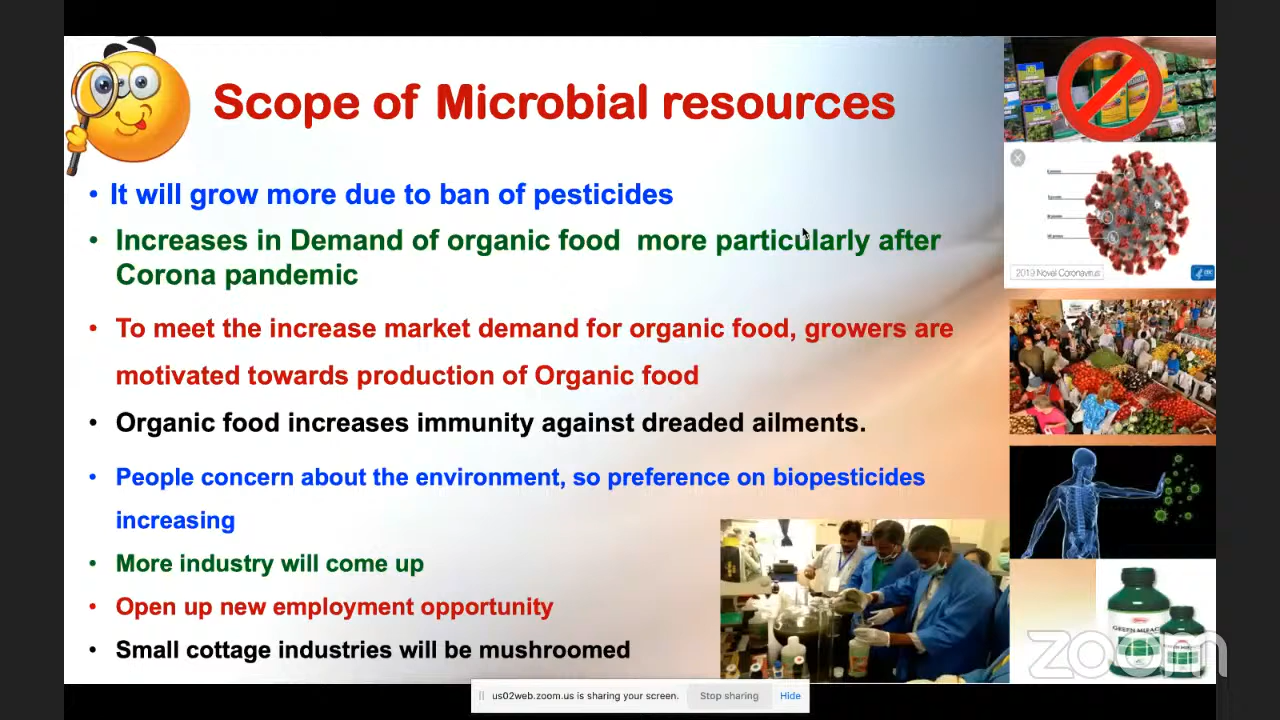 Scope of Microbial resources
• It will grow more due to ban of pesticides
• Increases in Demand of organic food more particularly after
Corona pandemic
• To meet the increase market demand for organic food, growers are
motivated towards production of Organic food
• Organic food increases immunity against dreaded ailments.
• People concern about the environment, so preference on biopesticides
increasing
• More industry will come up
• Open up new employment opportunity
• Small cottage industries will be mushroomed
2019 Novel Coronavirus
CDC
GREEN MIRACLE
zoom
us02web.zoom.us is sharing your screen.
Stop sharing
Hide